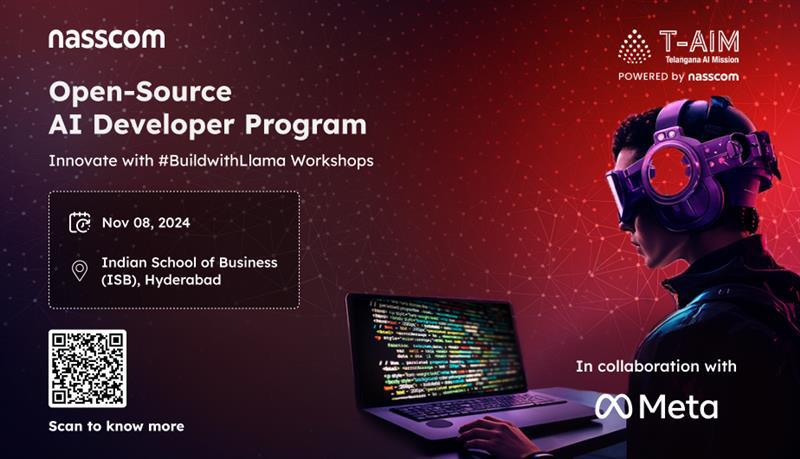 nasscom
T-AIM
Telangana AI Mission
POWERED by nasscom
Open-Source
AI Developer Program
Innovate with #BuildwithLlama Workshops
Nov 08, 2024
Indian School of Business
(ISB), Hyderabad
Scan to know more
In collaboration with
Meta